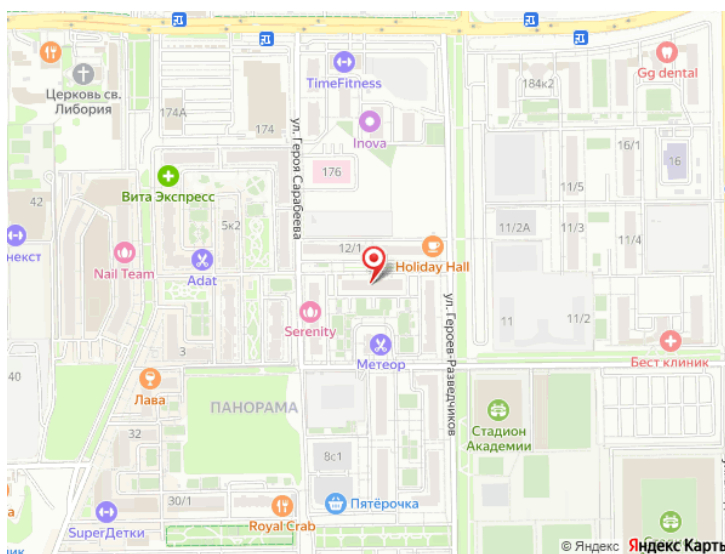 TimeFitness
Gg dental
184к2
Церковь св.
Либория
174А
174
ул. Героя Сарабеева
Inova
176
16/1
16
11/5
42
Вита Экспресс
5к2
11/2А
11/3
11/4
некст
Nail Team
Adat
12/1
Holiday Hall
ул. Героев-Разведчиков
Serenity
11
11/2
Метеор
Бест клиник
40
3
Лава
ПАНОРАМА
Стадион
Академии
32
8с1
30/1
а
SuperДетки
Royal Crab
Пятёрочка
ник
© Яндекс Яндекс Карты